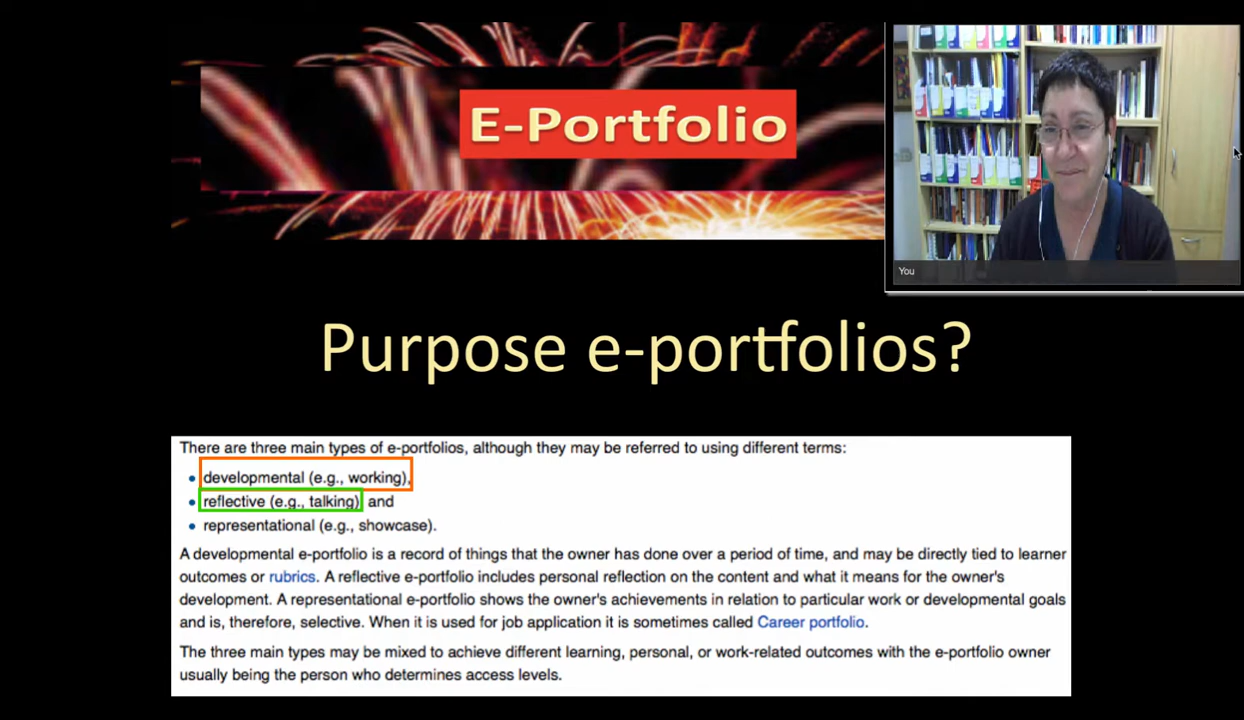 E-Portfolio
You
Purpose e-portfolios?
There are three main types of e-portfolios, although they may be referred to using different terms:
• developmental (e.g., working),
• reflective (e.g., talking) and
• representational (e.g., showcase).
A developmental e-portfolio is a record of things that the owner has done over a period of time, and may be directly tied to learner
outcomes or rubrics. A reflective e-portfolio includes personal reflection on the content and what it means for the owner's
development. A representational e-portfolio shows the owner's achievements in relation to particular work or developmental goals
and is, therefore, selective. When it is used for job application it is sometimes called Career portfolio.
The three main types may be mixed to achieve different learning, personal, or work-related outcomes with the e-portfolio owner
usually being the person who determines access levels.